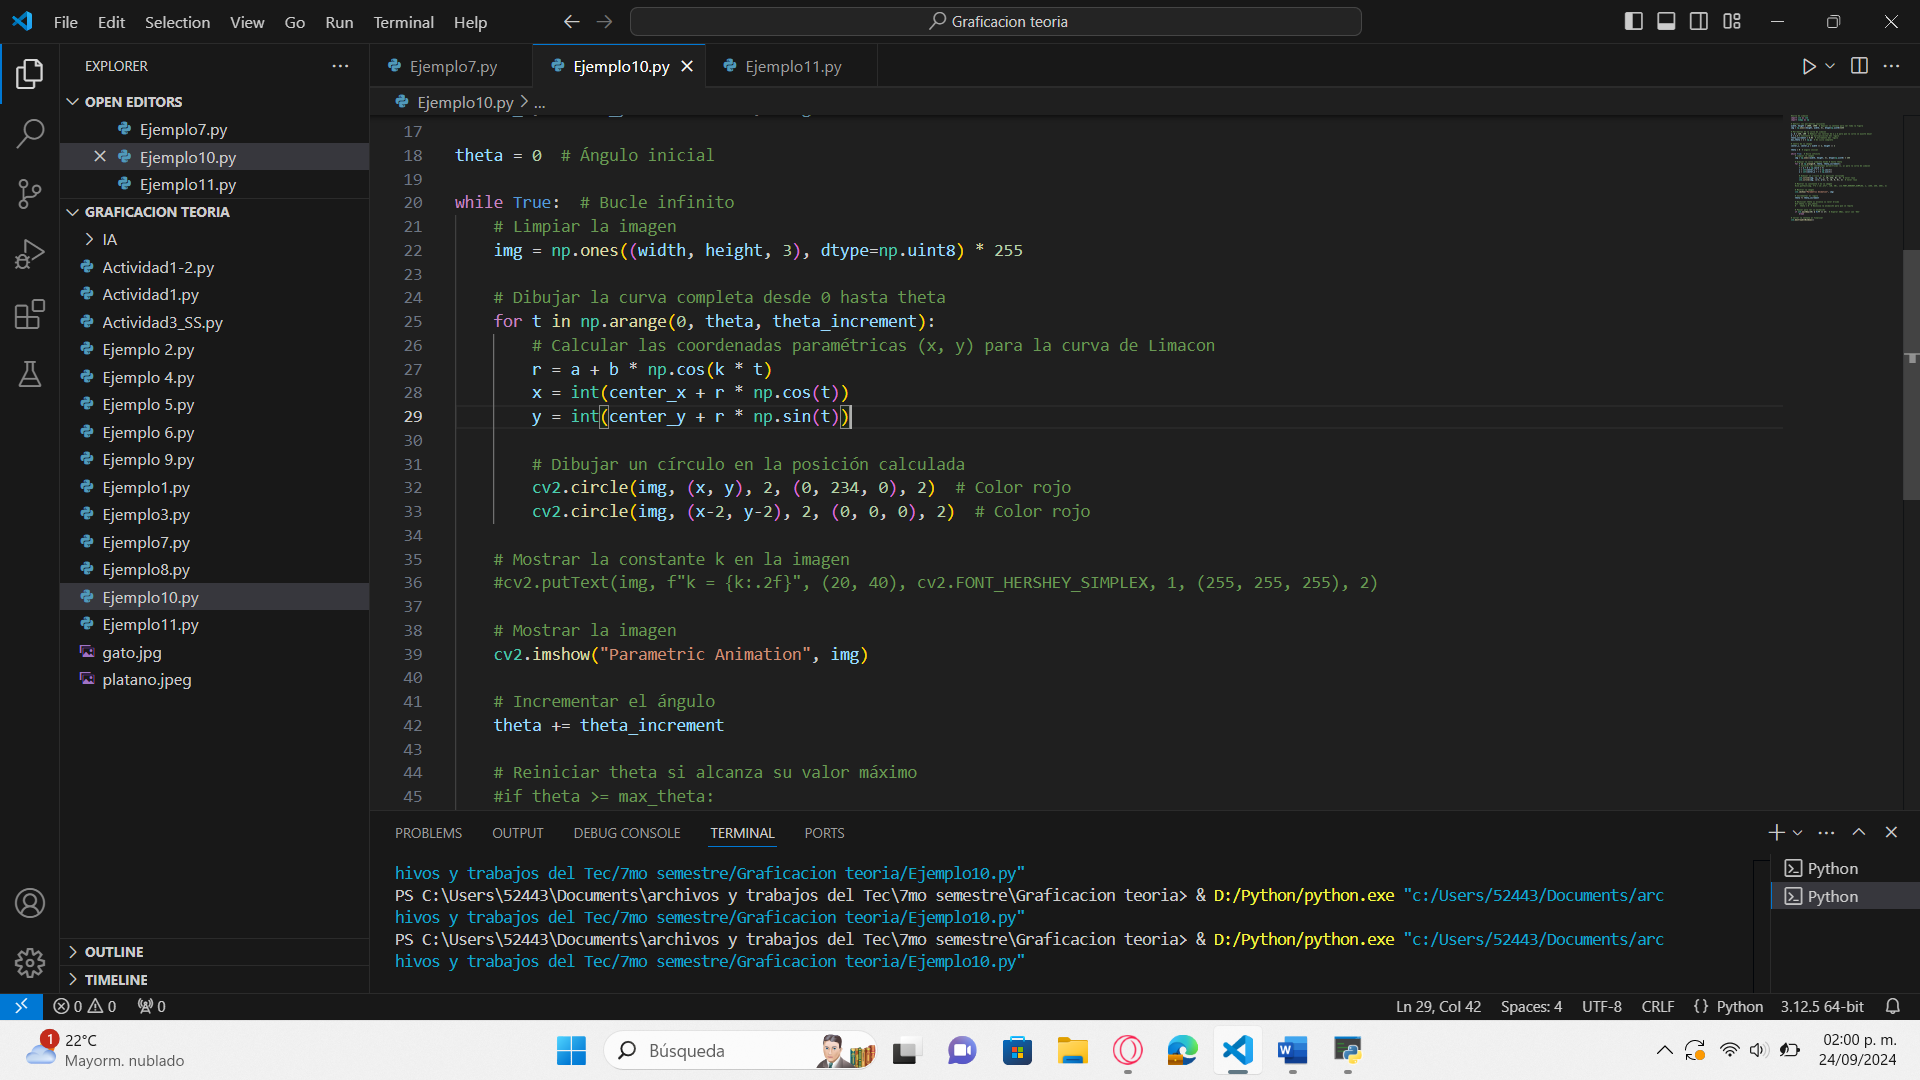 File Edit Selection View Go Run Terminal Help
Graficacion teoria
EXPLORER
OPEN EDITORS
Ejemplo7.py
Ejemplo10.py
Ejemplo11.py
GRAFICACION TEORIA
IA
Actividad1-2.py
Actividad1.py
Actividad3_SS.py
Ejemplo 2.py
Ejemplo 4.py
Ejemplo 5.py
Ejemplo 6.py
Ejemplo 9.py
Ejemplo1.py
Ejemplo3.py
Ejemplo7.py
Ejemplo8.py
Ejemplo10.py
Ejemplo11.py
gato.jpg
platano.jpeg
OUTLINE
TIMELINE
Ejemplo7.py Ejemplo10.py Ejemplo11.py
Ejemplo10.py > ...
17
18 theta = 0  # Ángulo inicial
19
20 while True:  # Bucle infinito
21 # Limpiar la imagen
22 img = np.ones((width, height, 3), dtype=np.uint8) * 255
23
24 # Dibujar la curva completa desde 0 hasta theta
25 for t in np.arange(0, theta, theta_increment):
26 # Calcular las coordenadas paramétricas (x, y) para la curva de Limacon
27 r = a + b * np.cos(k * t)
28 x = int(center_x + r * np.cos(t))
29 y = int(center_y + r * np.sin(t))
30
31 # Dibujar un círculo en la posición calculada
32 cv2.circle(img, (x, y), 2, (0, 234, 0), 2)  # Color rojo
33 cv2.circle(img, (x-2, y-2), 2, (0, 0, 0), 2)  # Color rojo
34
35 # Mostrar la constante k en la imagen
36 #cv2.putText(img, f"k = {k:.2f}", (20, 40), cv2.FONT_HERSHEY_SIMPLEX, 1, (255, 255, 255), 2)
37
38 # Mostrar la imagen
39 cv2.imshow("Parametric Animation", img)
40
41 # Incrementar el ángulo
42 theta += theta_increment
43
44 # Reiniciar theta si alcanza su valor máximo
45 #if theta >= max_theta:
PROBLEMS OUTPUT DEBUG CONSOLE TERMINAL PORTS
hivos y trabajos del Tec/7mo semestre/Graficacion teoria/Ejemplo10.py"
PS C:\Users\52443\Documents\archivos y trabajos del Tec\7mo semestre\Graficacion teoria> & D:/Python/python.exe "c:/Users/52443/Documents/arc
hivos y trabajos del Tec/7mo semestre/Graficacion teoria/Ejemplo10.py"
PS C:\Users\52443\Documents\archivos y trabajos del Tec\7mo semestre\Graficacion teoria> & D:/Python/python.exe "c:/Users/52443/Documents/arc
hivos y trabajos del Tec/7mo semestre/Graficacion teoria/Ejemplo10.py"
Python
Python
0 0 0 Ln 29, Col 42 Spaces: 4 UTF-8 CRLF {} Python 3.12.5 64-bit
1 22°C
Mayorm. nublado
Búsqueda
02:00 p. m.
24/09/2024